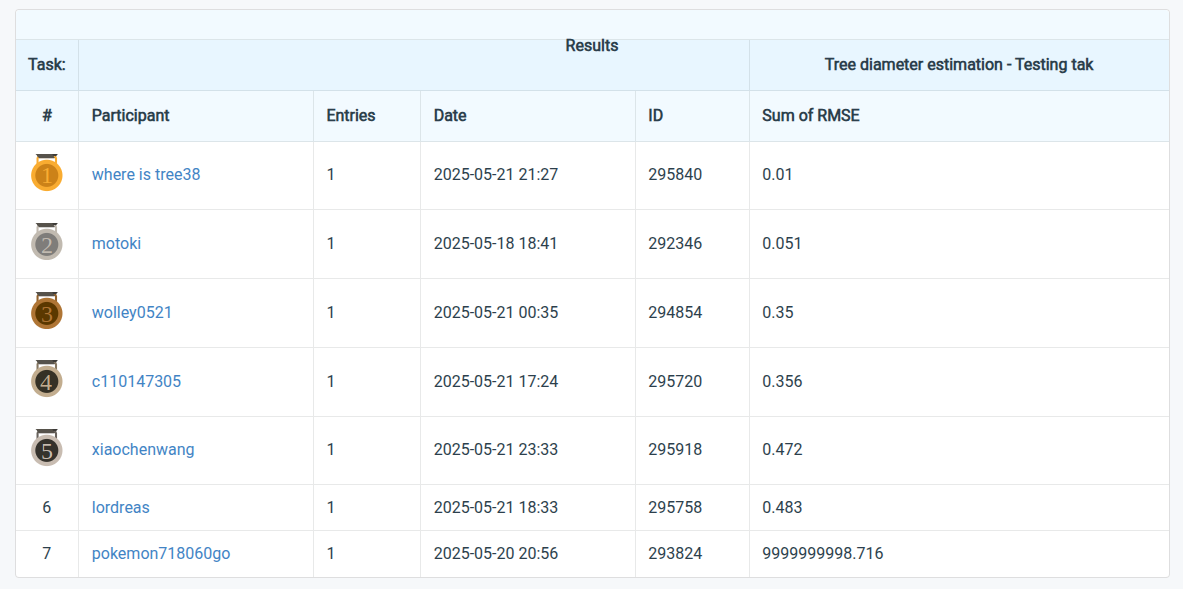 Results
Task: Tree diameter estimation - Testing tak
# Participant Entries Date ID Sum of RMSE
1 where is tree38 1 2025-05-21 21:27 295840 0.01
2 motoki 1 2025-05-18 18:41 292346 0.051
3 wolley0521 1 2025-05-21 00:35 294854 0.35
4 c110147305 1 2025-05-21 17:24 295720 0.356
5 xiaochenwang 1 2025-05-21 23:33 295918 0.472
6 lordreas 1 2025-05-21 18:33 295758 0.483
7 pokemon718060go 1 2025-05-20 20:56 293824 9999999998.716